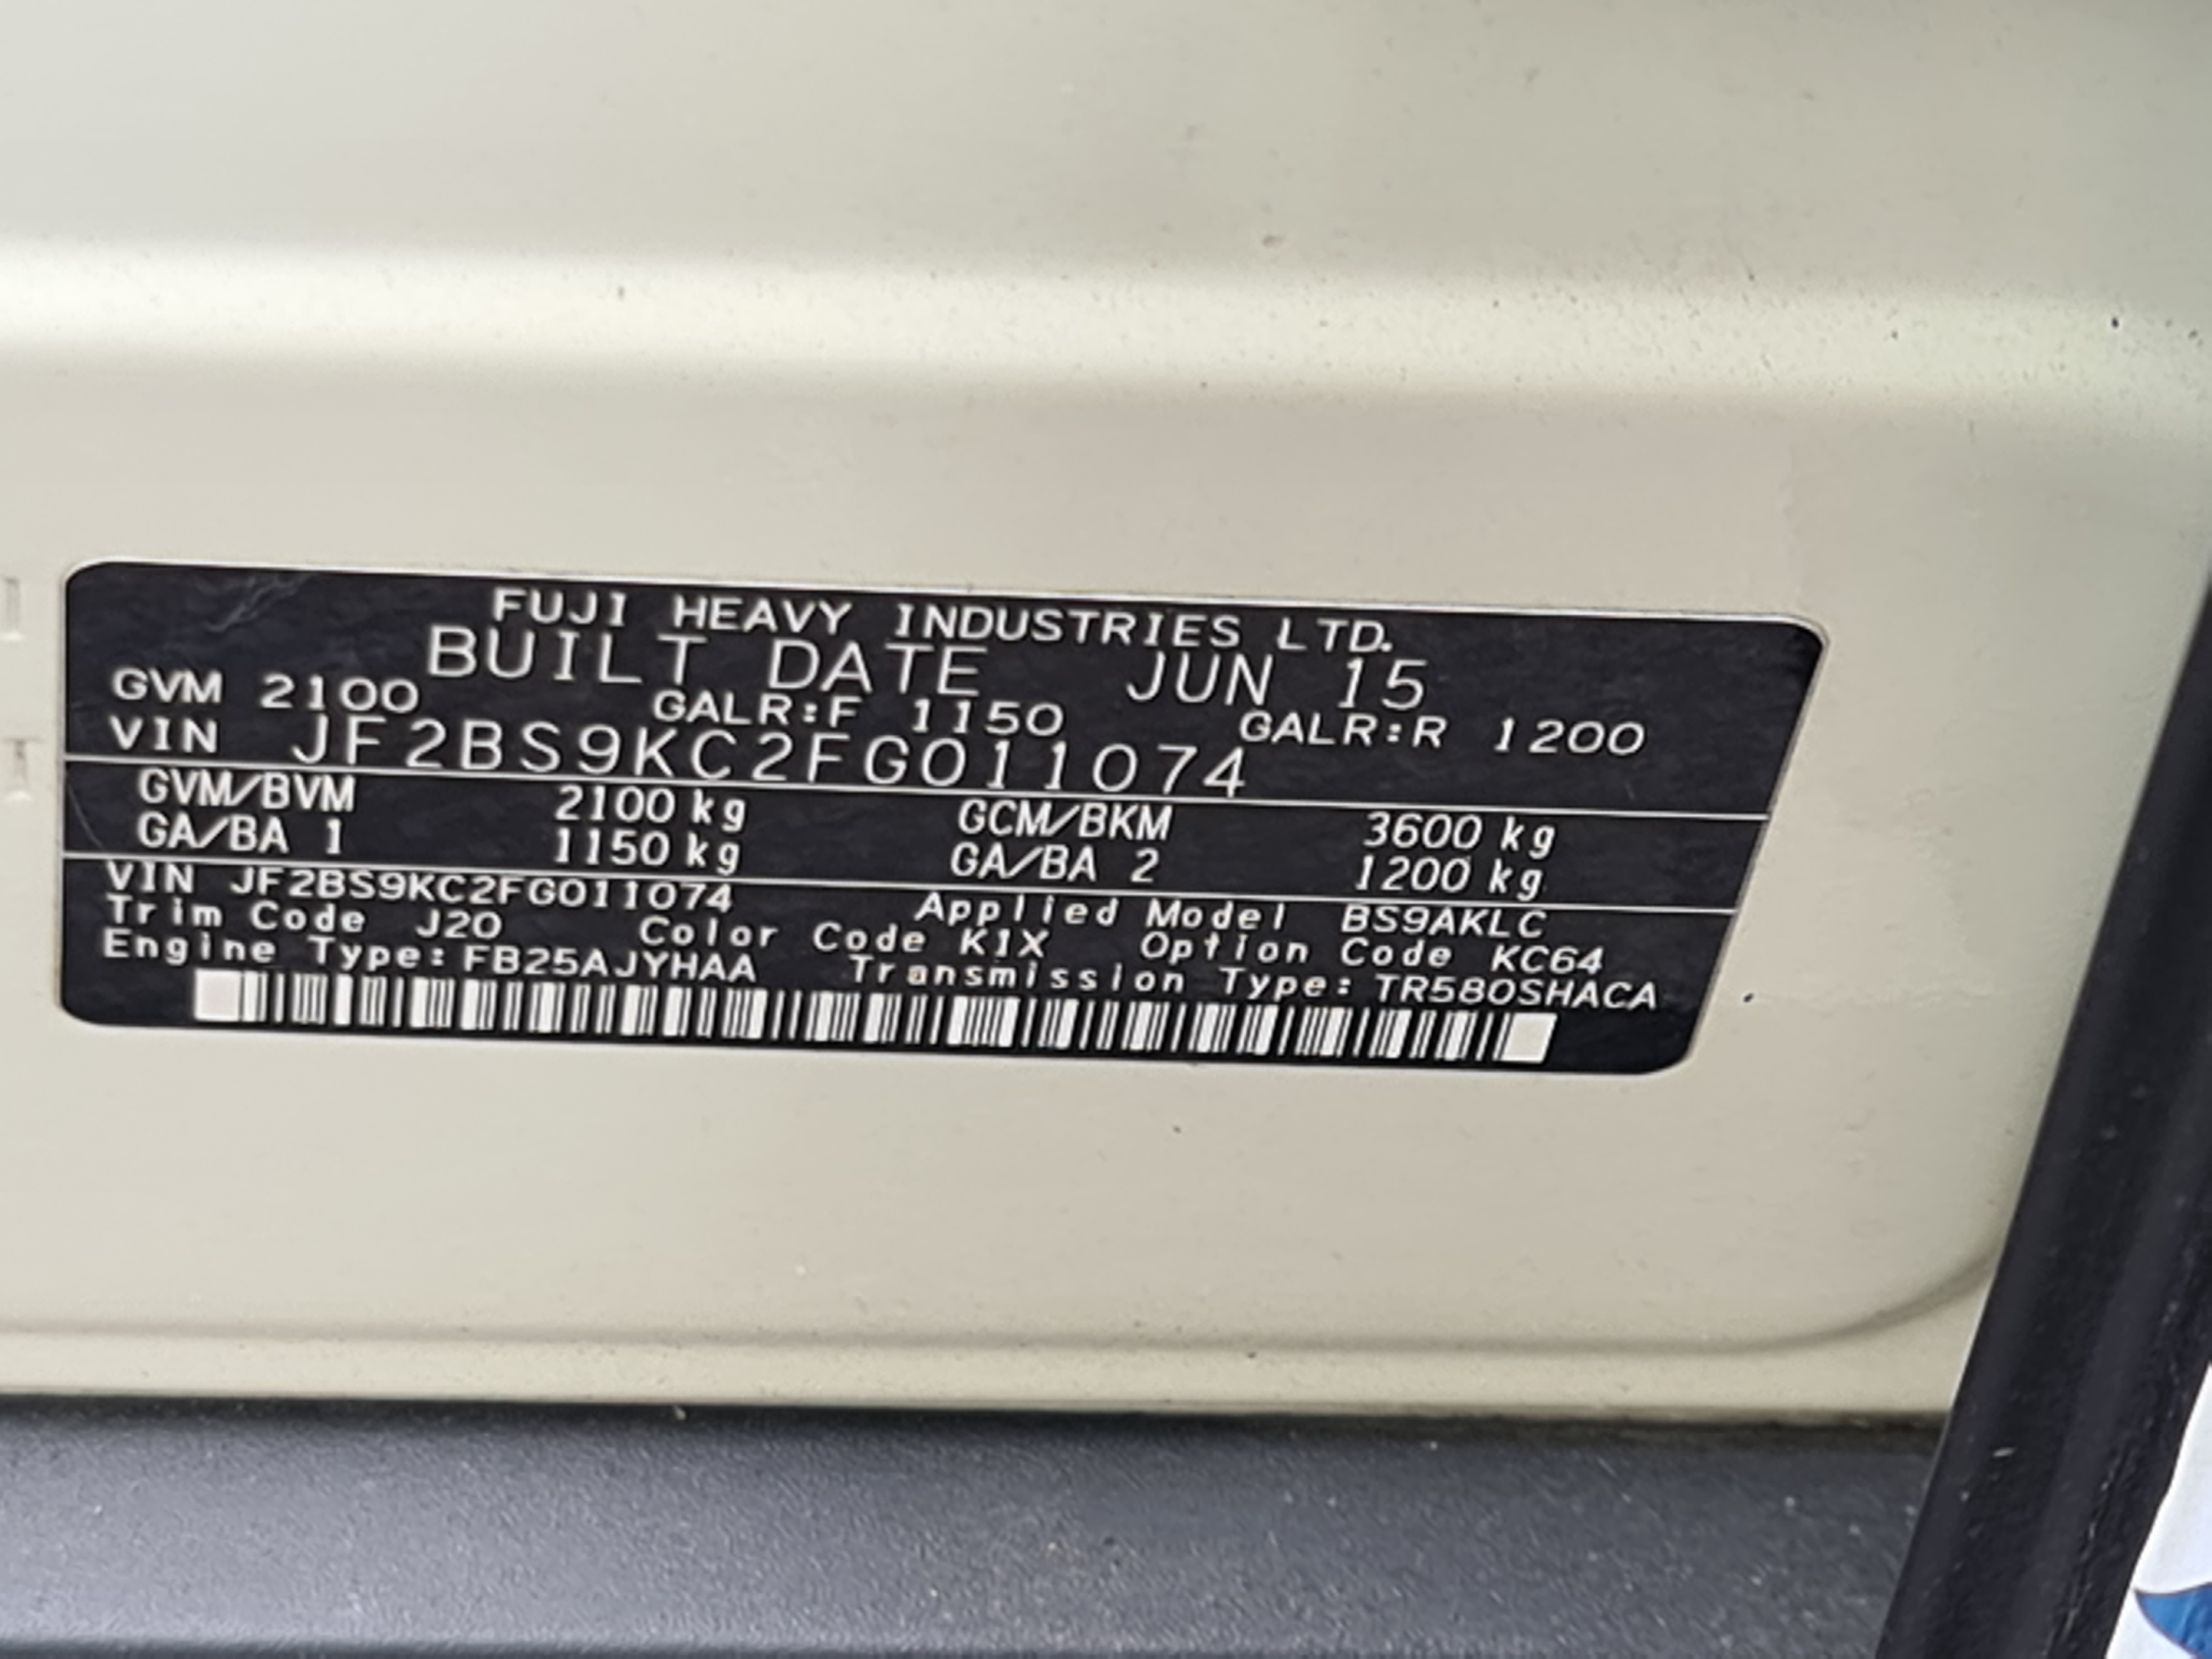 FUJI HEAVY INDUSTRIES LTD.
BUILT DATE JUN 15
GVM 2100 GALR:F 1150 GALR:R 1200
VIN JF2BS9KC2FG011074
GVM/BVM 2100 kg GCM/BKM 3600 kg
GA/BA 1 1150 kg GA/BA 2 1200 kg
VIN JF2BS9KC2FG011074 Applied Model BS9AKLC
Trim Code J20 Color Code K1X Option Code KC64
Engine Type: FB25AJYHAA Transmission Type: TR580SHACA